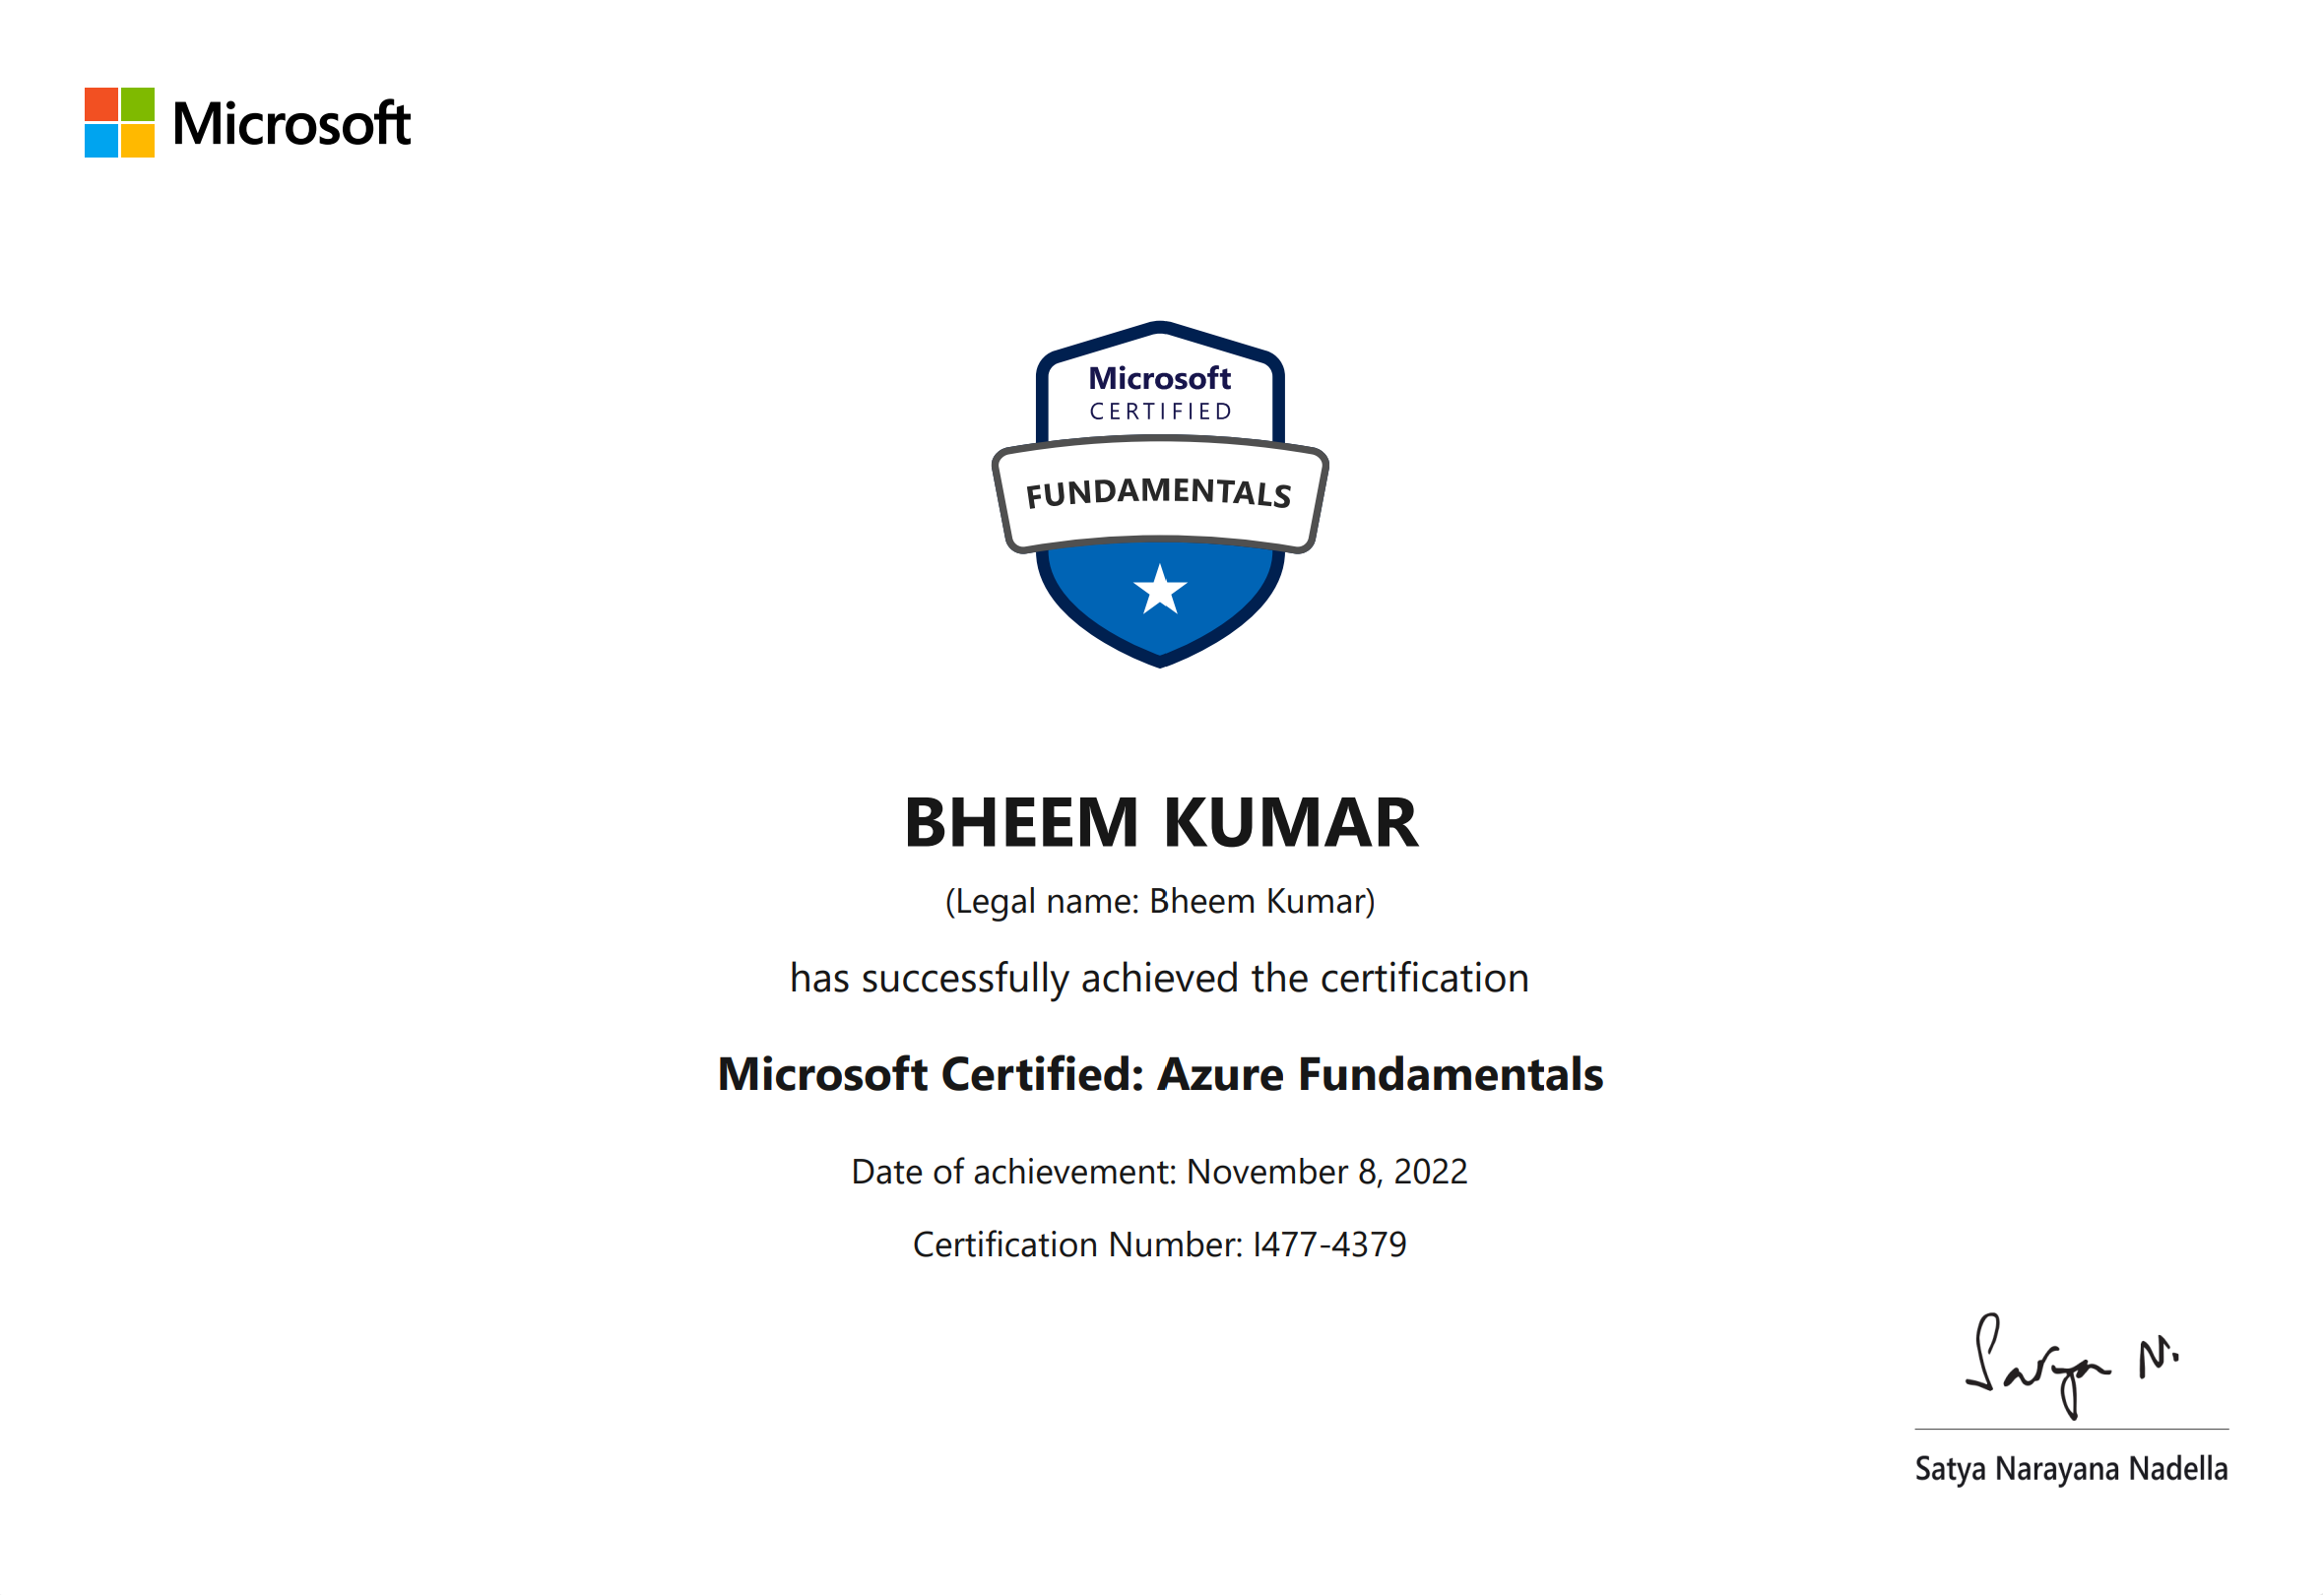 Microsoft
Microsoft
CERTIFIED
FUNDAMENTALS
BHEEM KUMAR
(Legal name: Bheem Kumar)
has successfully achieved the certification
Microsoft Certified: Azure Fundamentals
Date of achievement: November 8, 2022
Certification Number: I477-4379
Satya N.
Satya Narayana Nadella